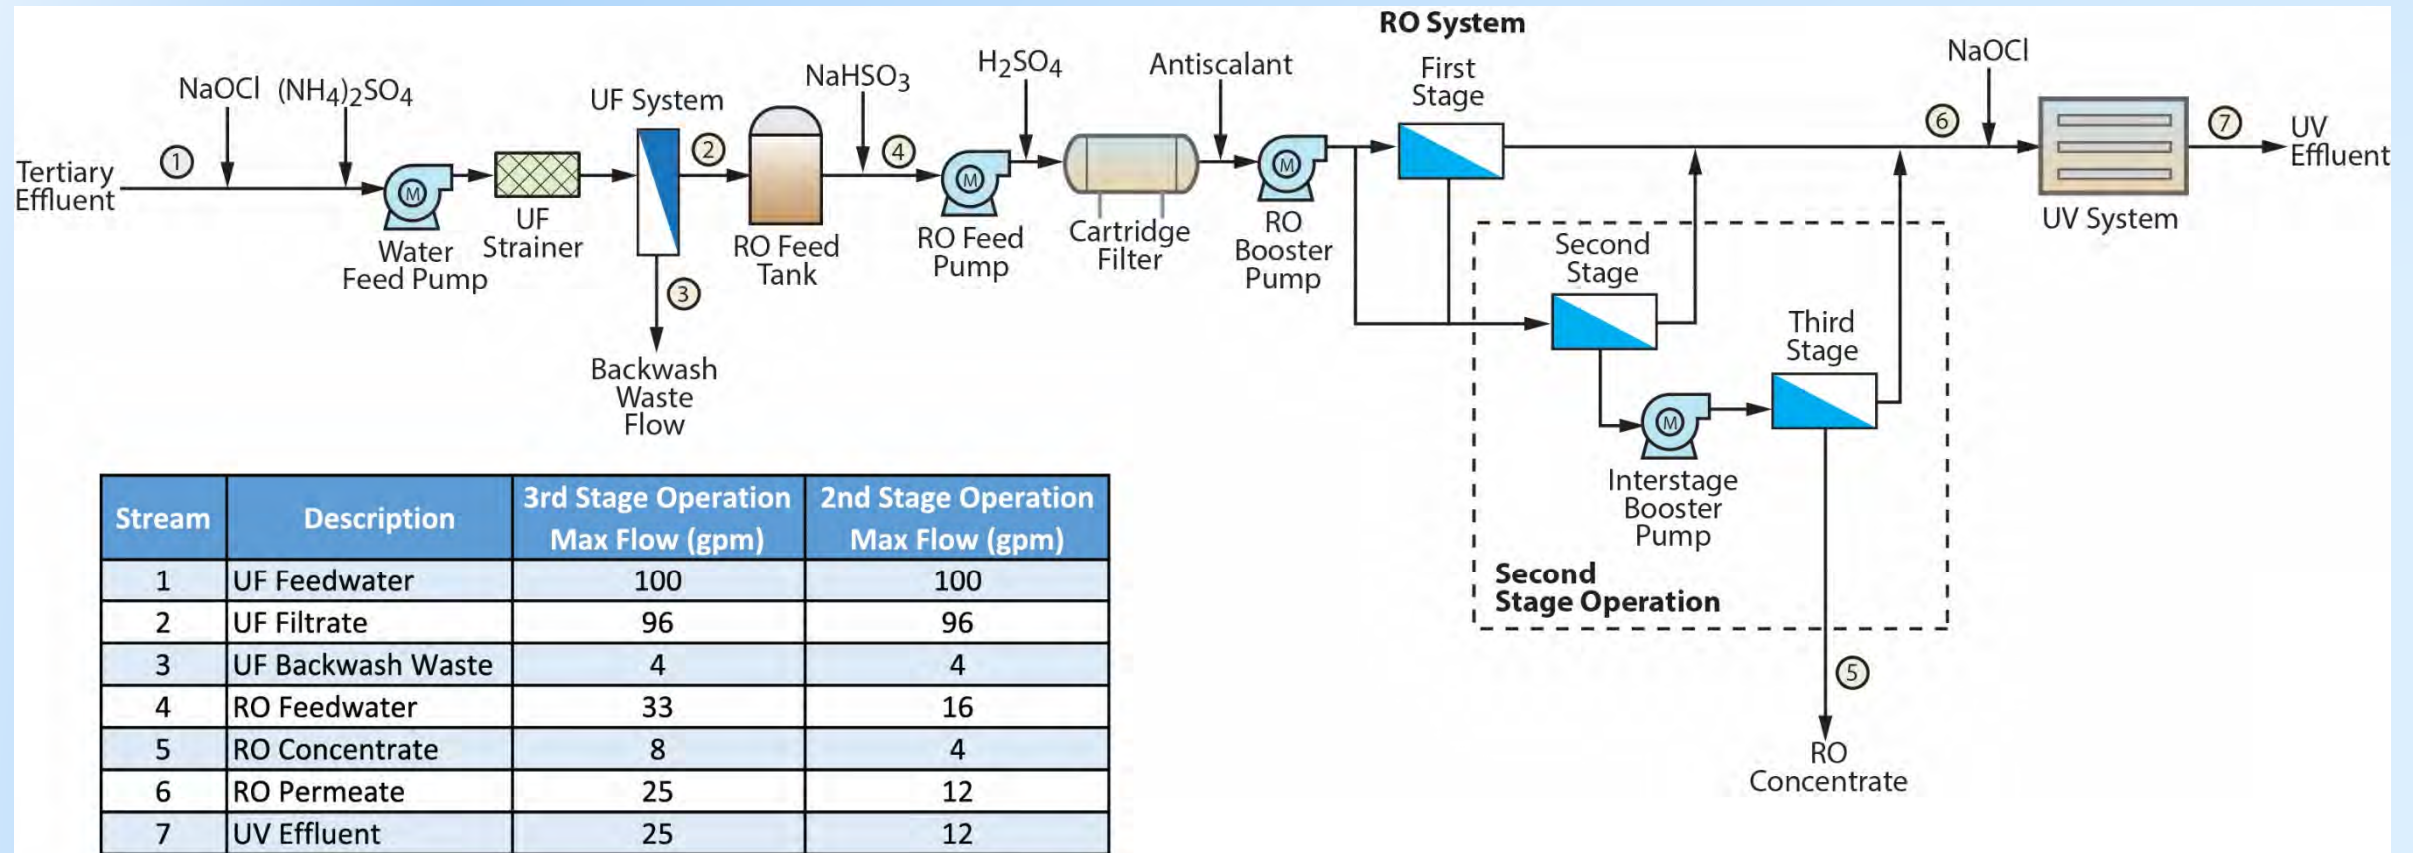 RO System
NaOCl
(NH4)2SO4
UF System
NaHSO3
H2SO4
Antiscalant
First
Stage
NaOCl
1
2
4
6
7
Tertiary
Effluent
M
M
M
UV
Effluent
UF
Strainer
Water
Feed Pump
RO Feed
Tank
RO Feed
Pump
Cartridge
Filter
RO
Booster
Pump
UV System
3
Backwash
Waste
Flow
Second
Stage
Third
Stage
M
Interstage
Booster
Pump
Second
Stage Operation
5
RO
Concentrate
Stream Description 3rd Stage Operation Max Flow (gpm) 2nd Stage Operation Max Flow (gpm)
1 UF Feedwater 100 100
2 UF Filtrate 96 96
3 UF Backwash Waste 4 4
4 RO Feedwater 33 16
5 RO Concentrate 8 4
6 RO Permeate 25 12
7 UV Effluent 25 12